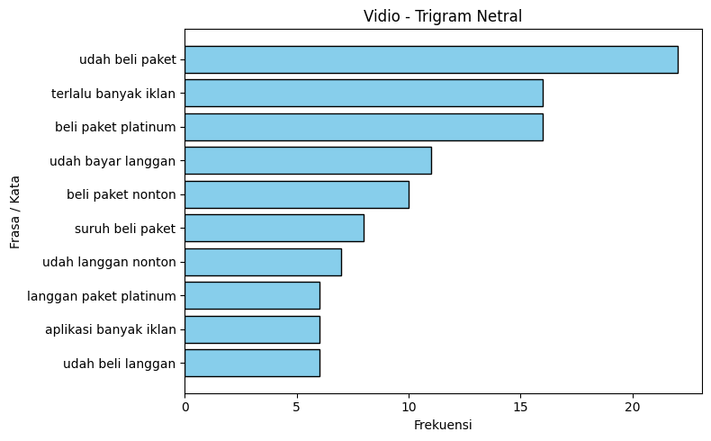 Vidio - Trigram Netral
Frasa / Kata
udah beli paket
terlalu banyak iklan
beli paket platinum
udah bayar langgan
beli paket nonton
suruh beli paket
udah langgan nonton
langgan paket platinum
aplikasi banyak iklan
udah beli langgan
0 5 10 15 20
Frekuensi